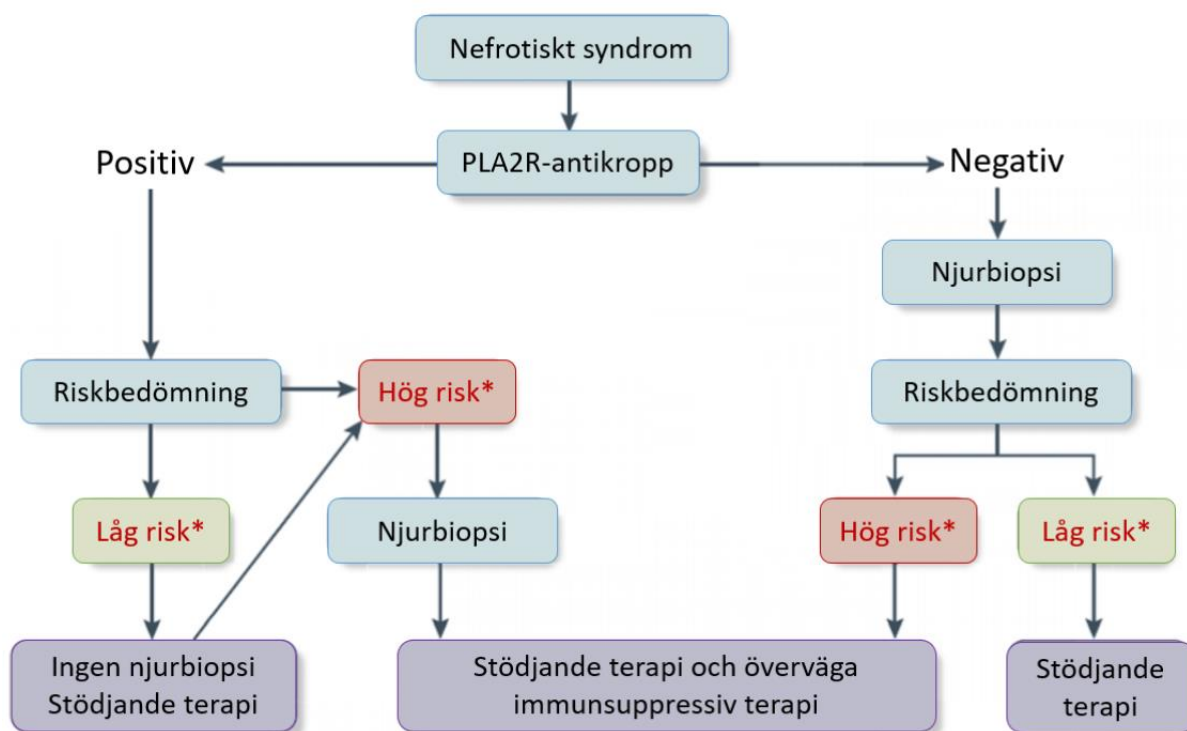 Nefrotiskt syndrom
PLA2R-antikropp
Positiv
Negativ
Njurbiopsi
Riskbedömning
Hög risk*
Riskbedömning
Låg risk*
Njurbiopsi
Hög risk*
Låg risk*
Ingen njurbiopsi
Stödjande terapi
Stödjande terapi och överväga
immunsuppressiv terapi
Stödjande
terapi